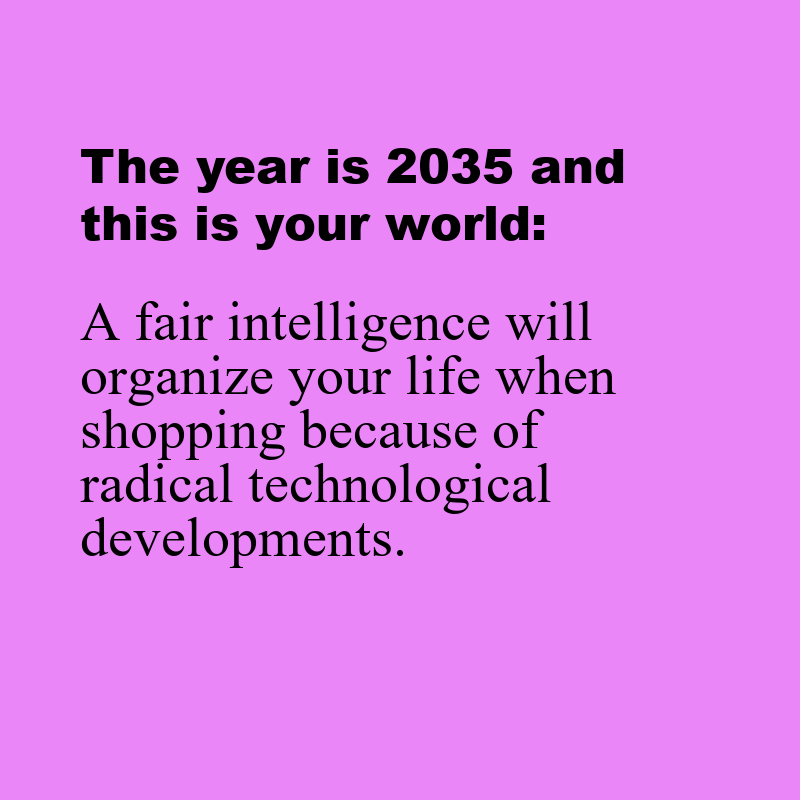 The year is 2035 and
this is your world:
A fair intelligence will
organize your life when
shopping because of
radical technological
developments.